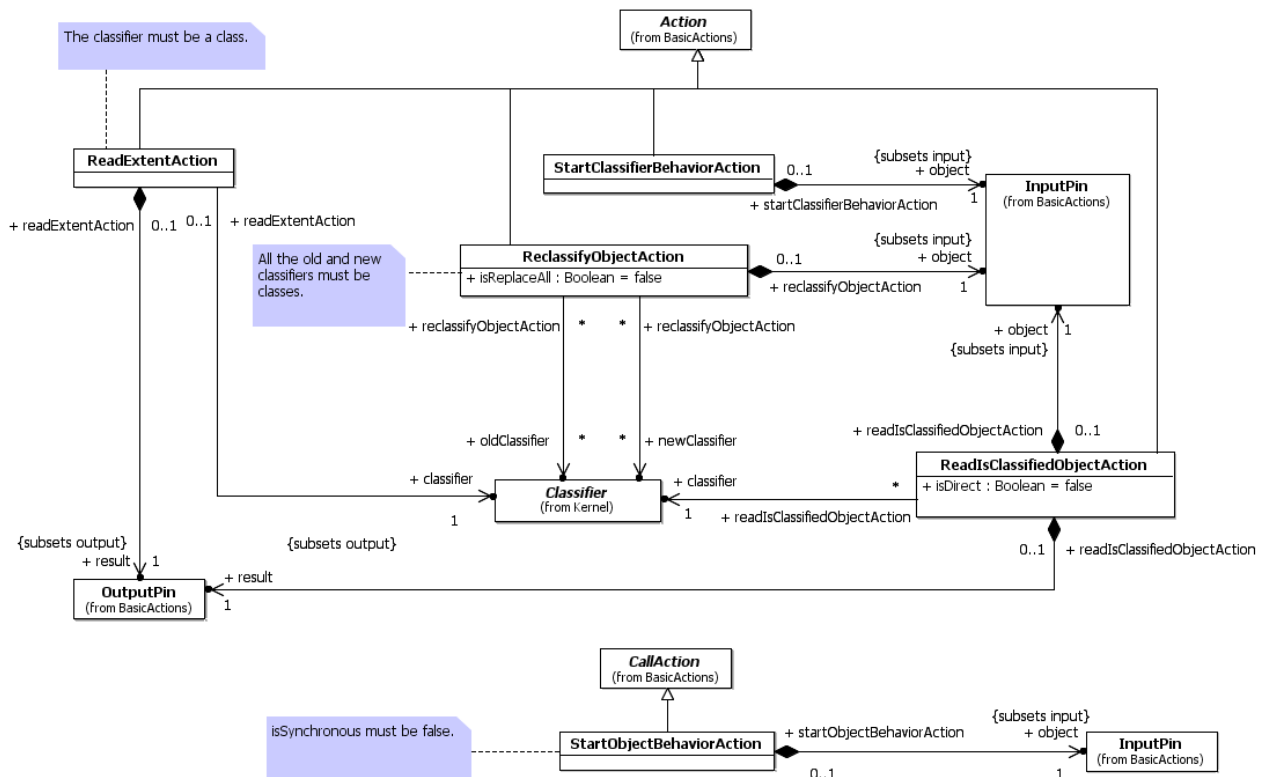 Action
(from BasicActions)
The classifier must be a class.
ReadExtentAction
StartClassifierBehaviorAction
0..1
{subsets input}
+ object
+ startClassifierBehaviorAction
1
InputPin
(from BasicActions)
+ readExtentAction
0..1
0..1
+ readExtentAction
All the old and new
classifiers must be
classes.
ReclassifyObjectAction
+ isReplaceAll : Boolean = false
0..1
{subsets input}
+ object
+ reclassifyObjectAction
1
+ reclassifyObjectAction
*
*
+ reclassifyObjectAction
+ object
1
{subsets input}
+ oldClassifier
*
*
+ newClassifier
+ readIsClassifiedObjectAction
0..1
+ classifier
1
Classifier
(from Kernel)
+ classifier
1
*
+ readIsClassifiedObjectAction
ReadIsClassifiedObjectAction
+ isDirect : Boolean = false
{subsets output}
+ result
1
{subsets output}
0..1
+ readIsClassifiedObjectAction
OutputPin
(from BasicActions)
+ result
1
CallAction
(from BasicActions)
isSynchronous must be false.
StartObjectBehaviorAction
+ startObjectBehaviorAction
0..1
{subsets input}
+ object
1
InputPin
(from BasicActions)